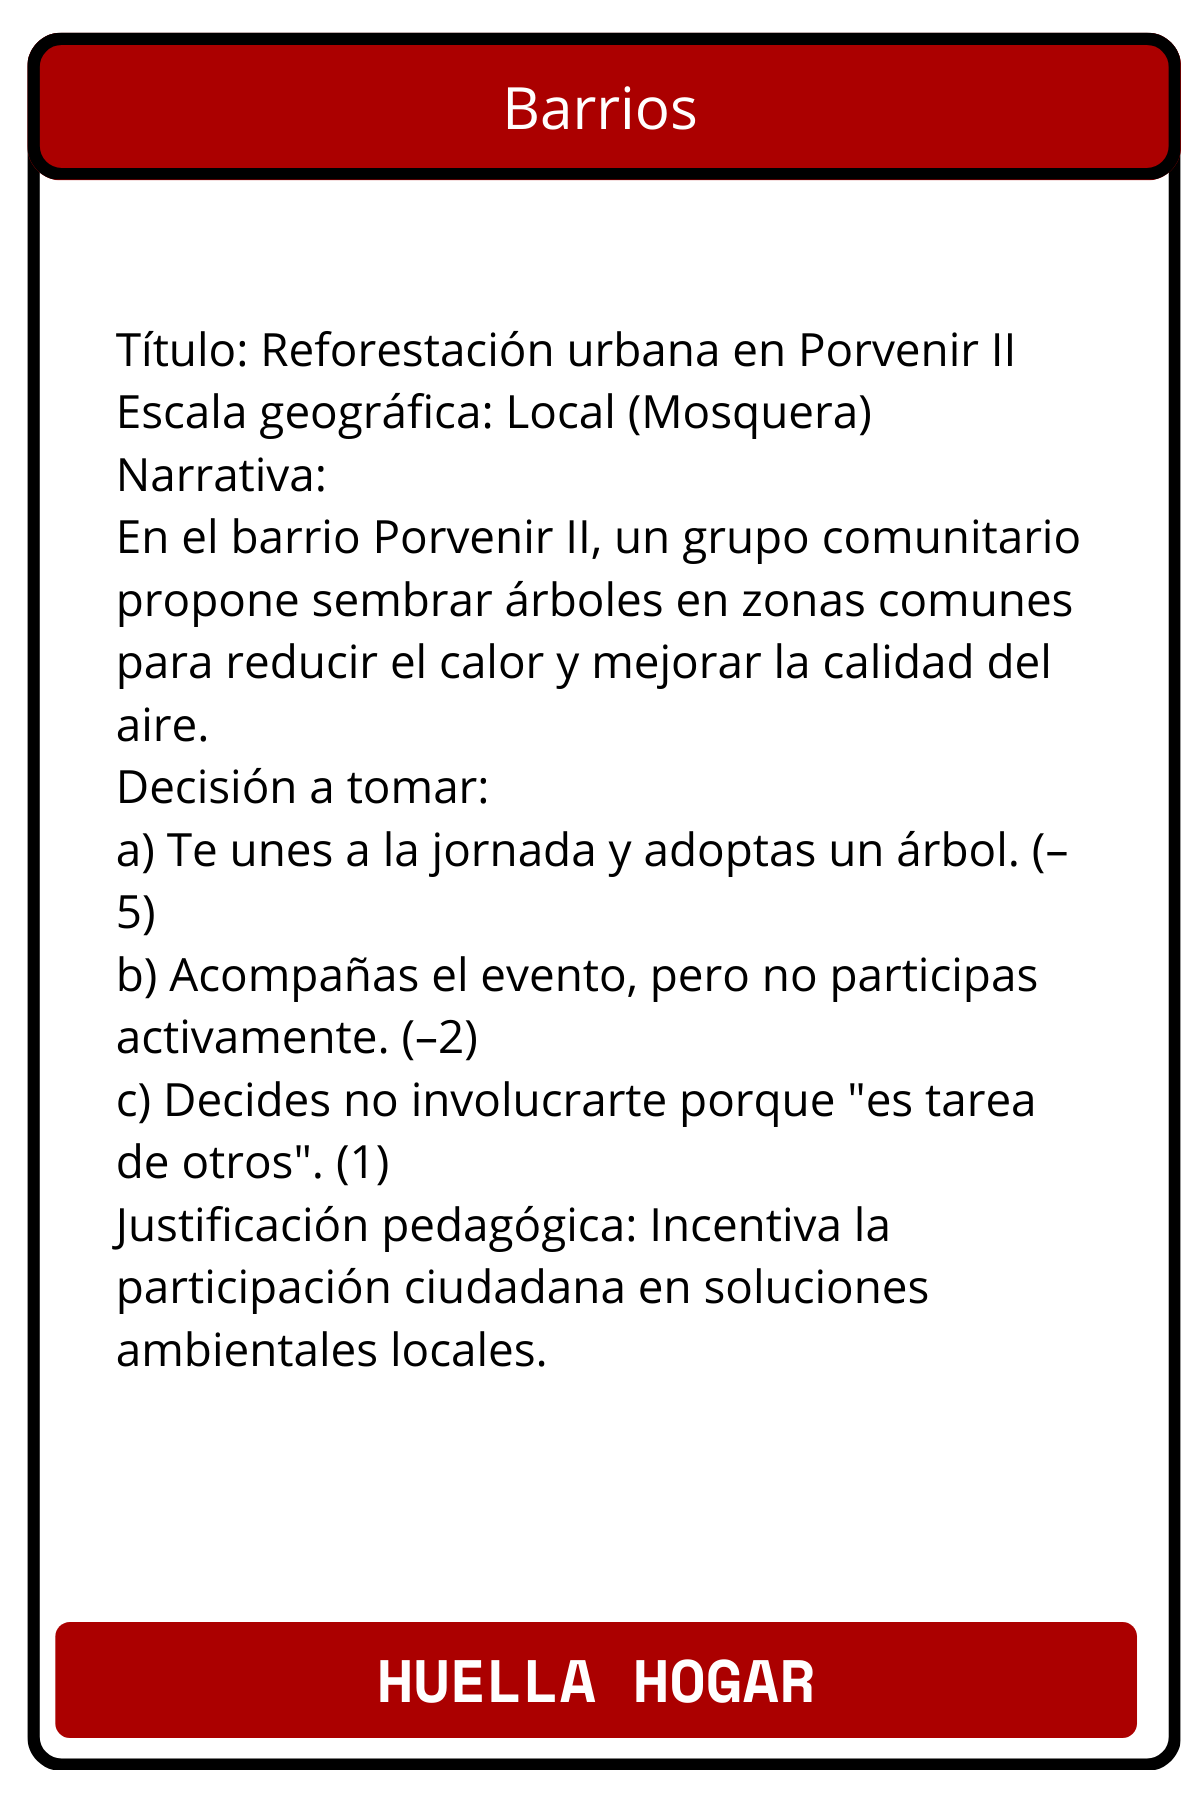 Barrios
Título: Reforestación urbana en Porvenir II
Escala geográfica: Local (Mosquera)
Narrativa:
En el barrio Porvenir II, un grupo comunitario
propone sembrar árboles en zonas comunes
para reducir el calor y mejorar la calidad del
aire.
Decisión a tomar:
a) Te unes a la jornada y adoptas un árbol. (–
5)
b) Acompañas el evento, pero no participas
activamente. (–2)
c) Decides no involucrarte porque "es tarea
de otros". (1)
Justificación pedagógica: Incentiva la
participación ciudadana en soluciones
ambientales locales.
HUELLA HOGAR